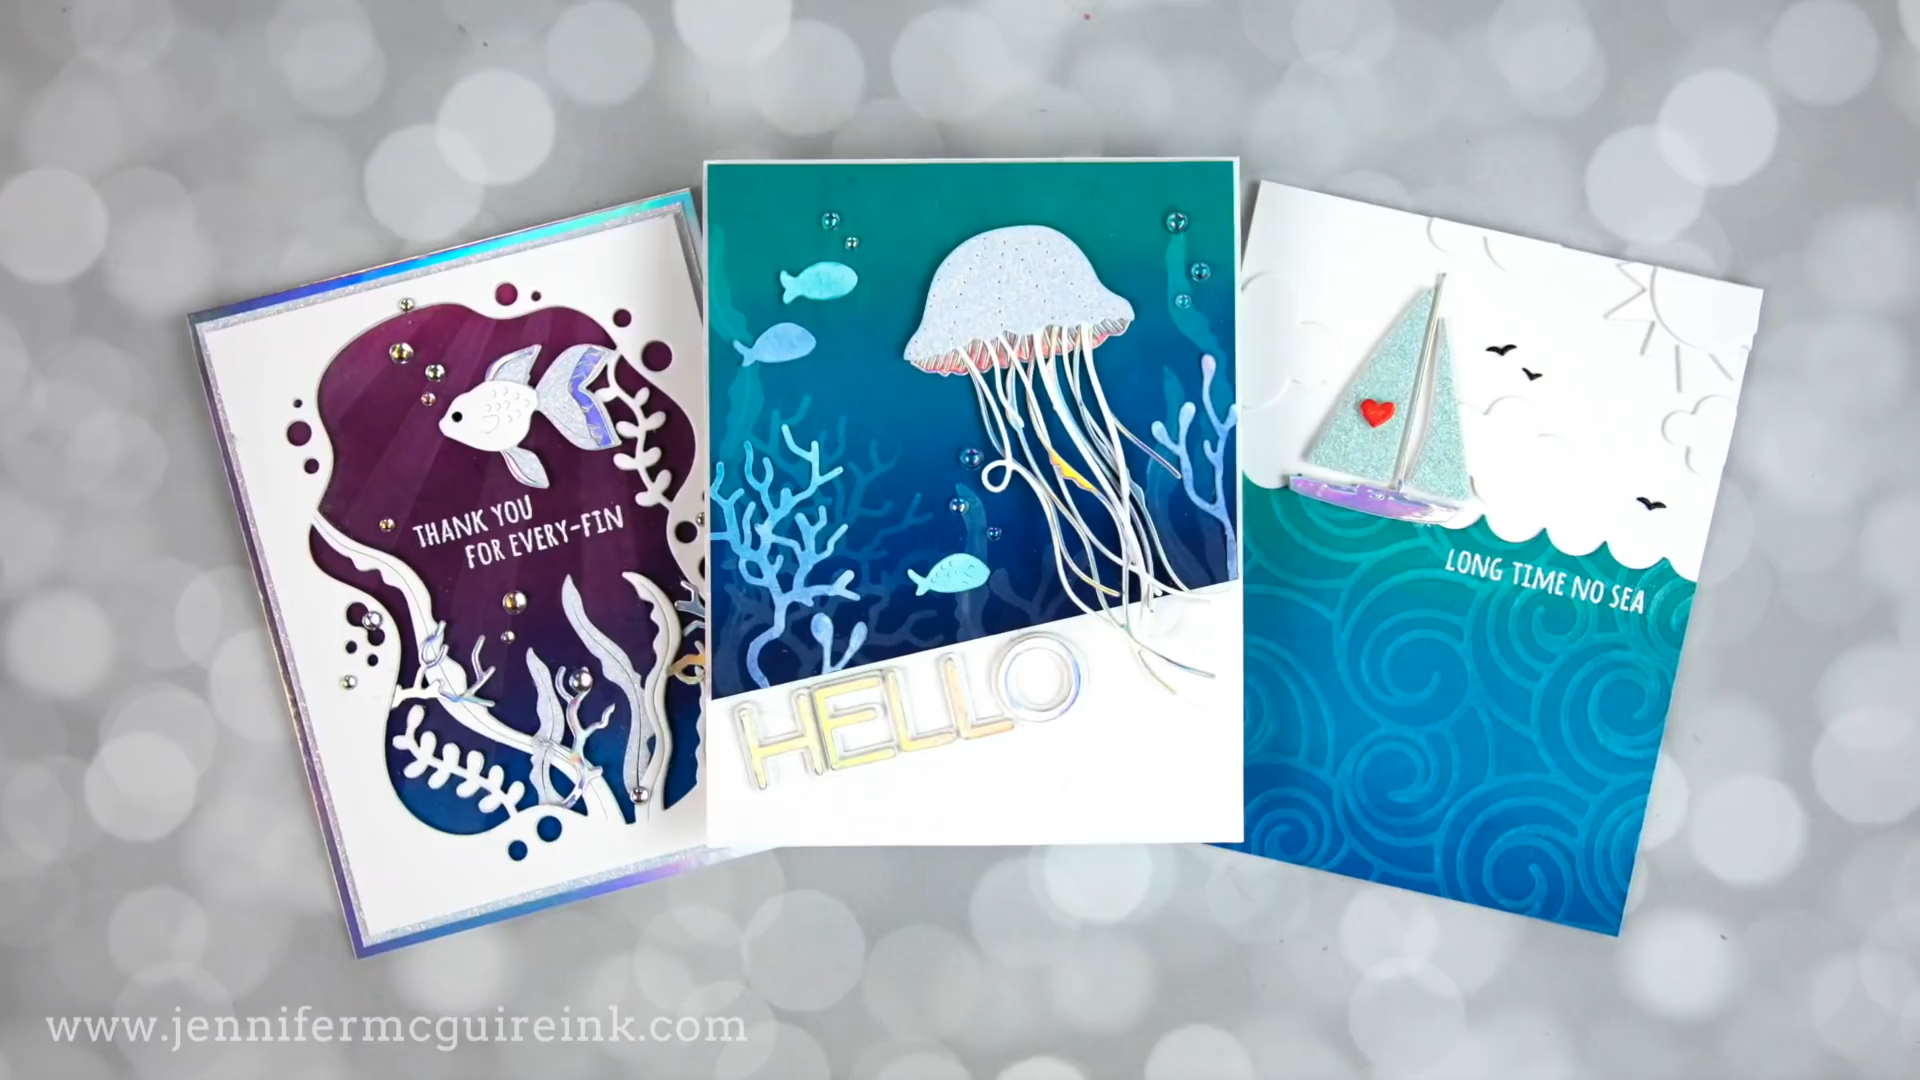 THANK YOU
FOR EVERY-FIN
HELLO
LONG TIME NO SEA
www.jennifermcguireink.com